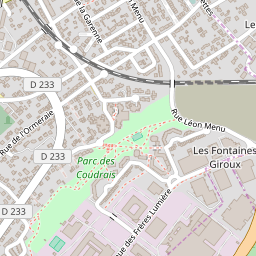 de la Garenne
Menu
Le
D 233
Rue Léon Menu
Rue de l'Ormeraie
D 233
Parc des
Coudrais
Les Fontaines
Giroux
D 233
Rue des Frères Lumière